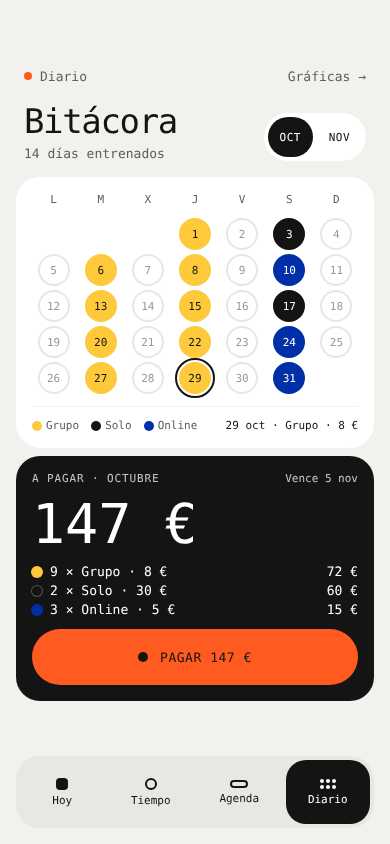 Diario
Gráficas →
Bitácora
14 días entrenados
OCT NOV
L M X J V S D
1 2 3 4
5 6 7 8 9 10 11
12 13 14 15 16 17 18
19 20 21 22 23 24 25
26 27 28 29 30 31
Grupo Solo Online 29 oct · Grupo · 8 €
A PAGAR · OCTUBRE Vence 5 nov
147 €
9 × Grupo · 8 € 72 €
2 × Solo · 30 € 60 €
3 × Online · 5 € 15 €
PAGAR 147 €
Hoy Tiempo Agenda Diario